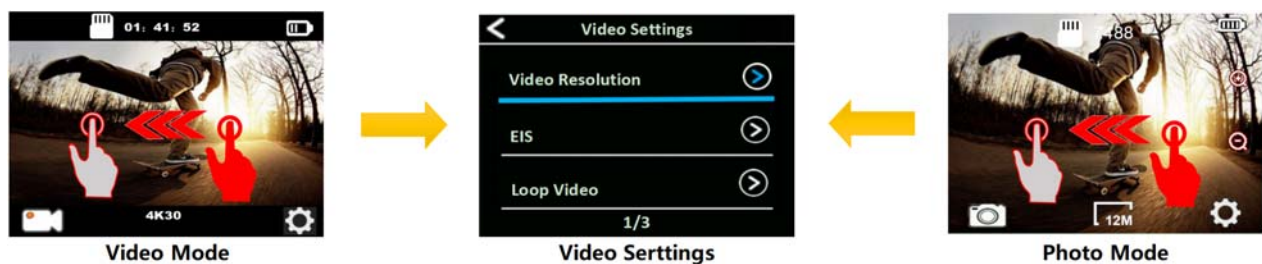 01: 41: 52
4K30
Video Mode
Video Settings
Video Resolution
EIS
Loop Video
1/3
Video Serttings
7488
12M
Photo Mode